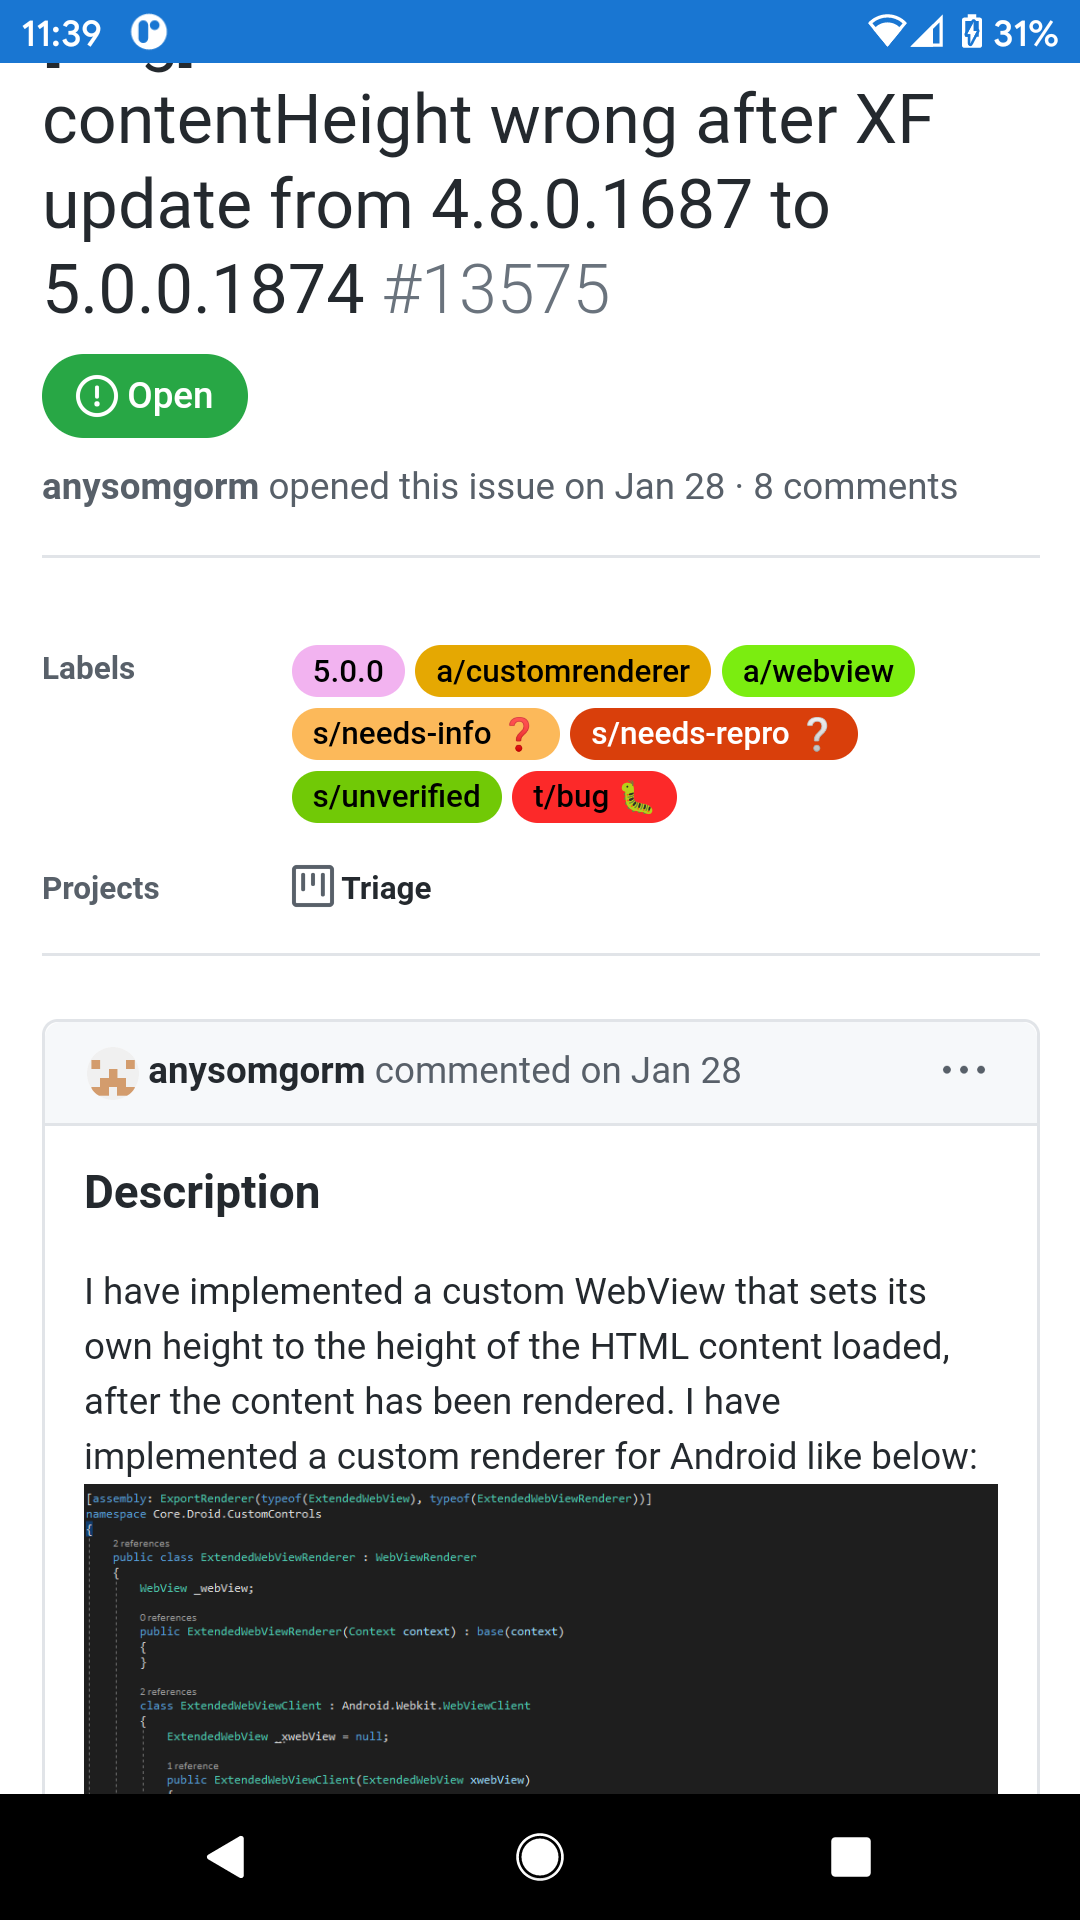 11:39
31%
contentHeight wrong after XF
update from 4.8.0.1687 to
5.0.0.1874 #13575
Open
anysomgorm opened this issue on Jan 28 · 8 comments
Labels
5.0.0 a/customrenderer a/webview
s/needs-info ❓ s/needs-repro ❔
s/unverified t/bug 🐛
Projects
Triage
anysomgorm commented on Jan 28
Description
I have implemented a custom WebView that sets its
own height to the height of the HTML content loaded,
after the content has been rendered. I have
implemented a custom renderer for Android like below:
[assembly: ExportRenderer(typeof(ExtendedWebView), typeof(ExtendedWebViewRenderer))]
namespace Core.Droid.CustomControls
{
2 references
public class ExtendedWebViewRenderer : WebViewRenderer
{
WebView _webView;
0 references
public ExtendedWebViewRenderer(Context context) : base(context)
{
}
2 references
class ExtendedWebViewClient : Android.Webkit.WebViewClient
{
ExtendedWebView _xwebView = null;
1 reference
public ExtendedWebViewClient(ExtendedWebView xwebView)